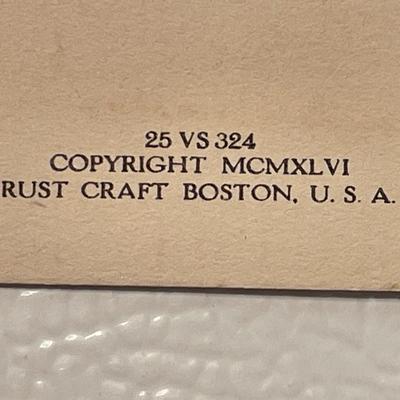 25 VS 324
COPYRIGHT MCMXLVI
RUST CRAFT BOSTON, U. S. A.